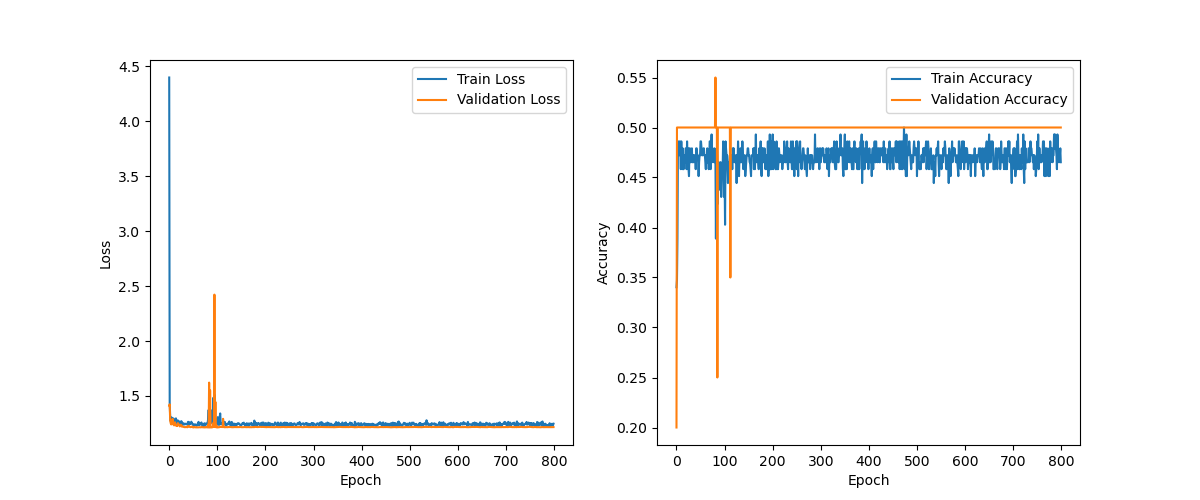 4.5
4.0
3.5
3.0
2.5
2.0
1.5
Loss
0 100 200 300 400 500 600 700 800
Epoch
Train Loss
Validation Loss
0.55
0.50
0.45
0.40
0.35
0.30
0.25
0.20
Accuracy
0 100 200 300 400 500 600 700 800
Epoch
Train Accuracy
Validation Accuracy